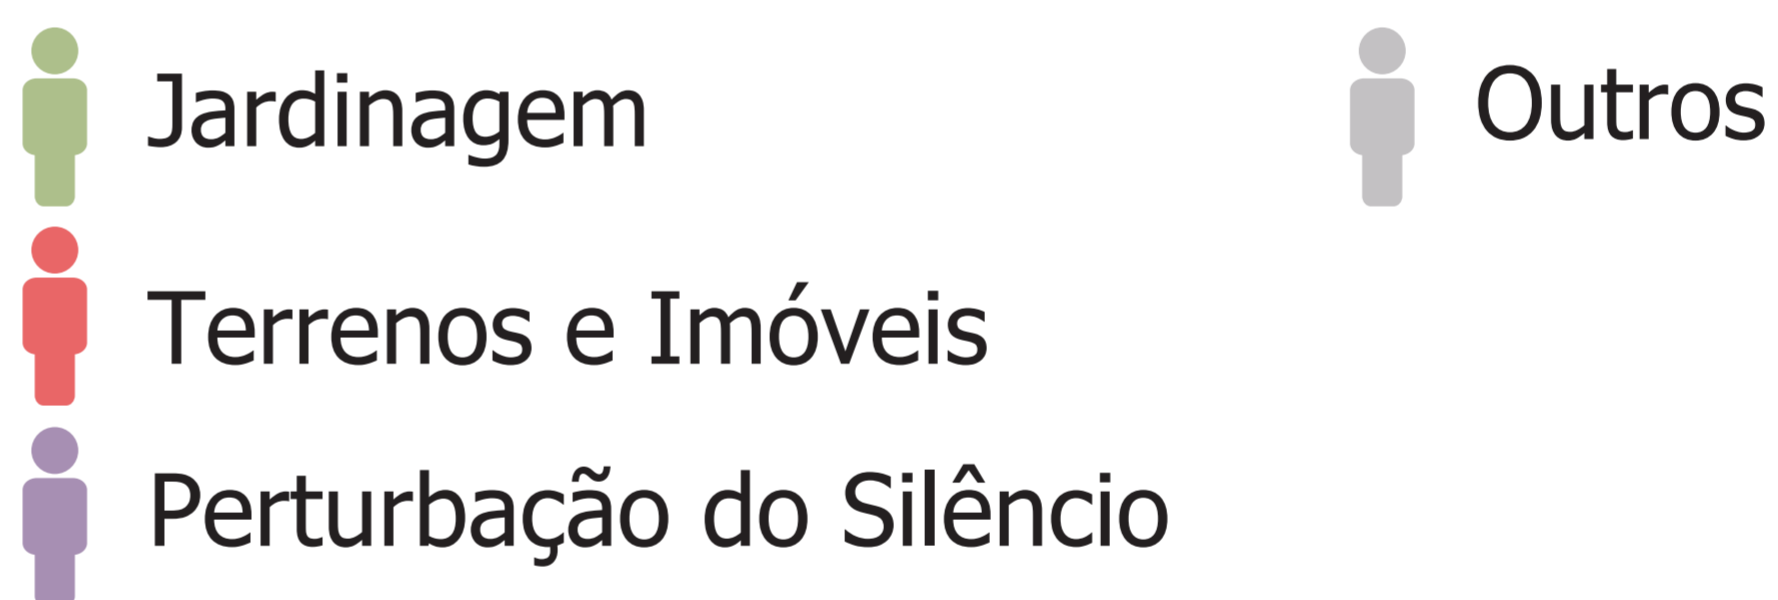 Jardinagem
Outros
Terrenos e Imóveis
Perturbação do Silêncio